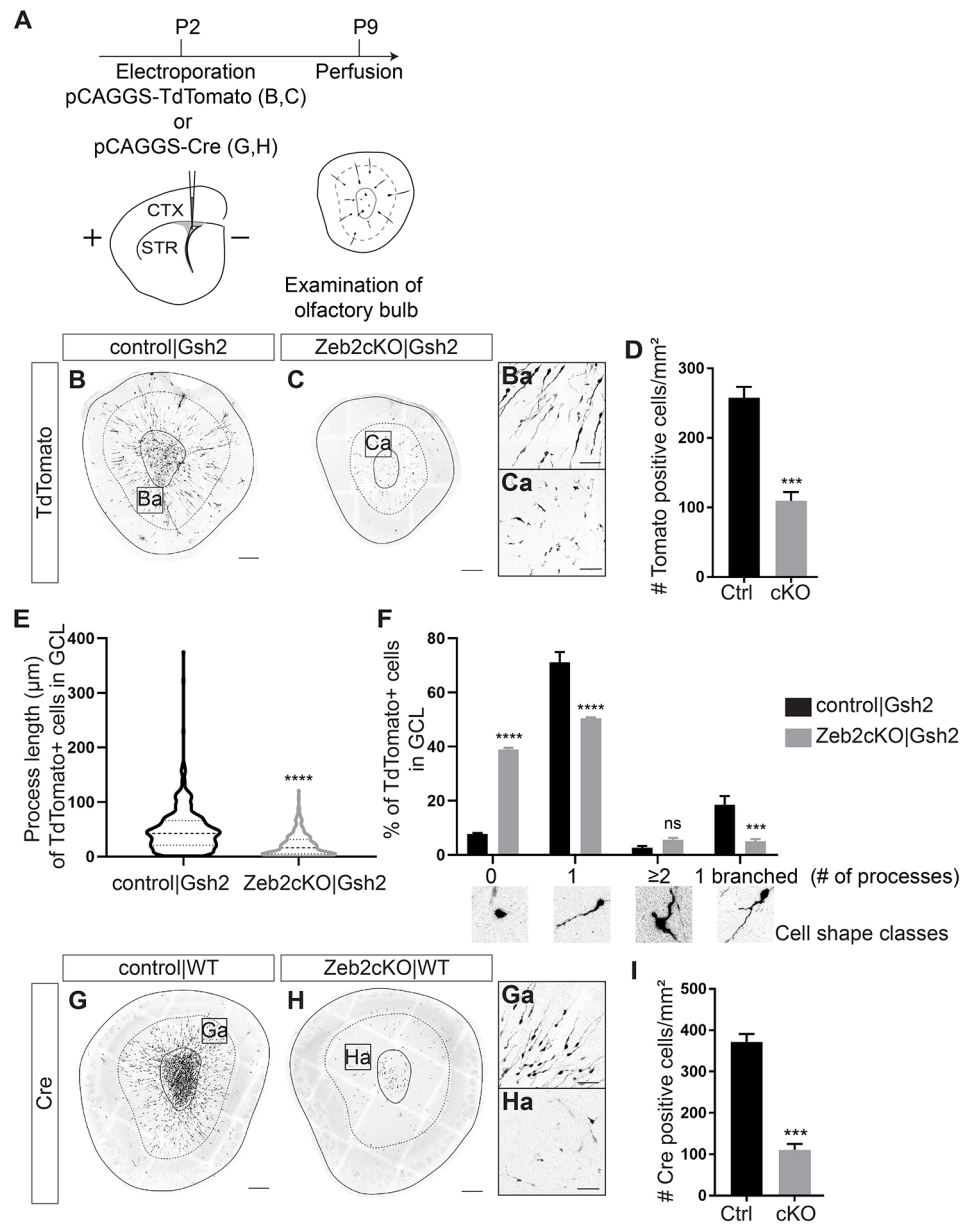 A
P2 P9
Electroporation Perfusion
pCAGGS-TdTomato (B,C)
or
pCAGGS-Cre (G,H)
CTX
+ STR −
Examination of
olfactory bulb
control|Gsh2 Zeb2cKO|Gsh2
TdTomato
B
Ba
C
Ca
Ba
Ca
D
# Tomato positive cells/mm²
300
200
100
0
***
Ctrl cKO
E
Process length (µm)
of TdTomato+ cells in GCL
400
300
200
100
0
****
control|Gsh2 Zeb2cKO|Gsh2
F
% of TdTomato+ cells
in GCL
80
60
40
20
0
****
****
ns
***
0 1 ≥2 1 branched (# of processes)
Cell shape classes
control|Gsh2
Zeb2cKO|Gsh2
control|WT Zeb2cKO|WT
Cre
G
Ga
H
Ha
Ga
Ha
I
# Cre positive cells/mm²
500
400
300
200
100
0
***
Ctrl cKO